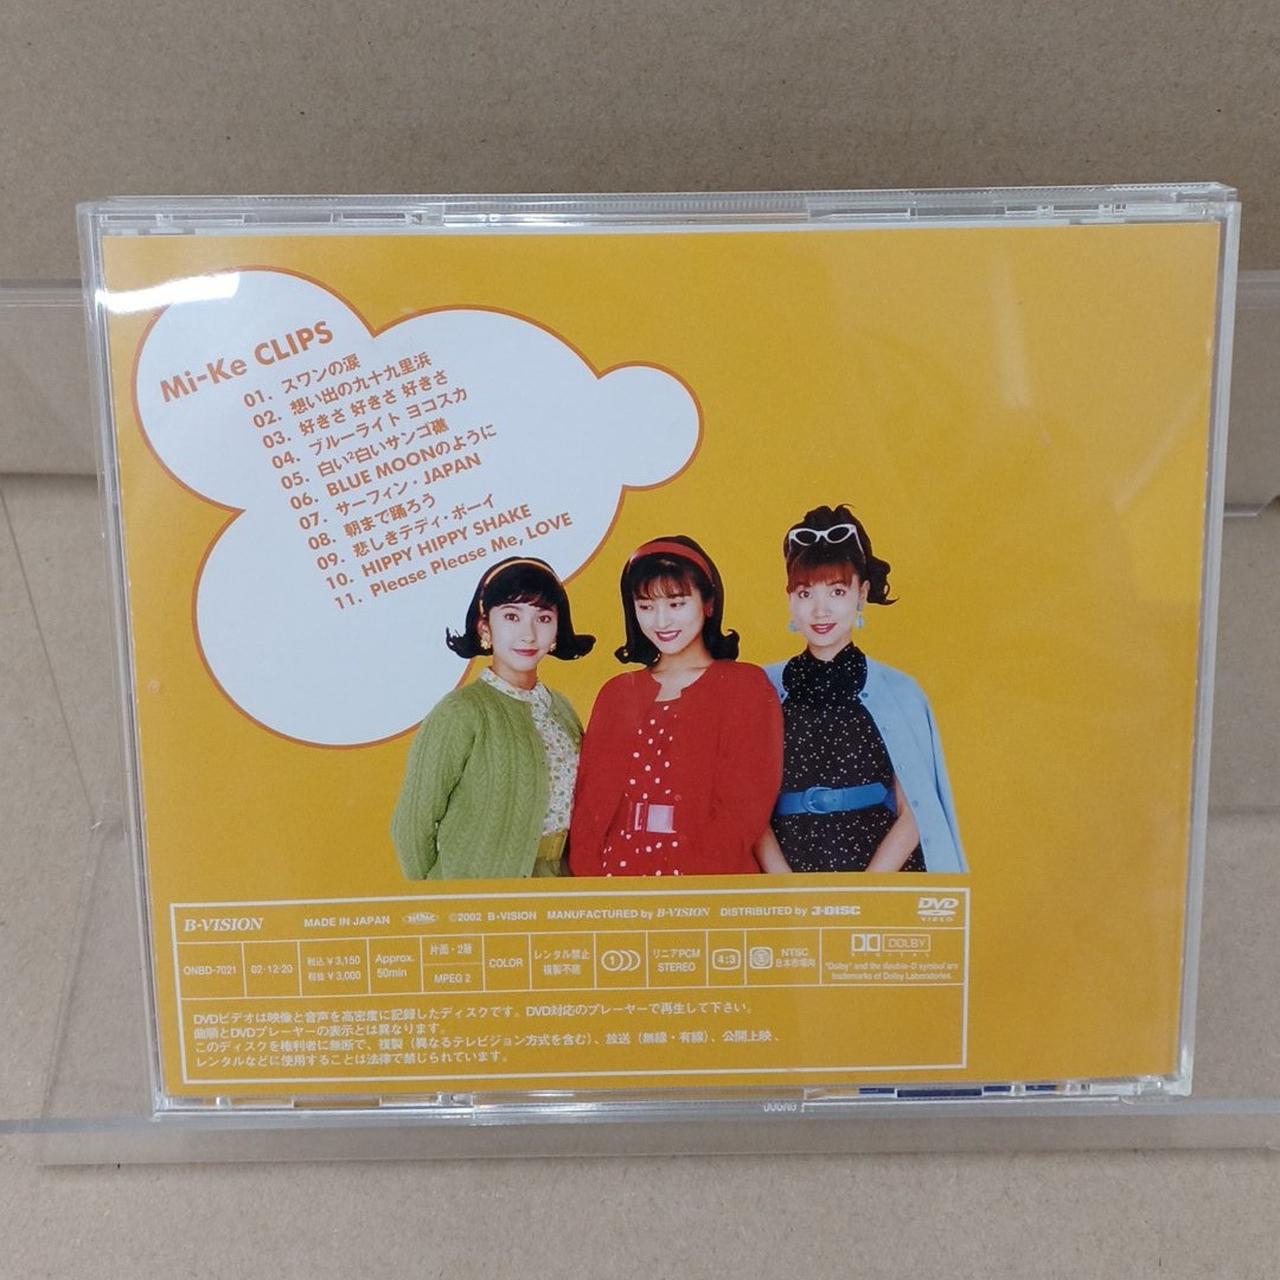 Mi-Ke CLIPS
01. スワンの涙
02. 想い出の九十九里浜
03. 好きさ 好きさ 好きさ
04. ブルーライト ヨコスカ
05. 白い²白いサンゴ礁
06. BLUE MOONのように
07. サーフィン・JAPAN
08. 朝まで踊ろう
09. 悲しきテディ・ボーイ
10. HIPPY HIPPY SHAKE
11. Please Please Me, LOVE
B-VISION MADE IN JAPAN ©2002 B-VISION MANUFACTURED by B-VISION DISTRIBUTED by J-DISC DVD VIDEO
ONBD-7021 02・12・20 税込¥3,150 税抜¥3,000 Approx. 50min 片面・2層 MPEG 2 COLOR レンタル禁止 複製不能 1 リニアPCM STEREO 4:3 NTSC 日本市場向 DOLBY DIGITAL
"Dolby" and the double-D symbol are
trademarks of Dolby Laboratories.
DVDビデオは映像と音声を高密度に記録したディスクです。DVD対応のプレーヤーで再生して下さい。
曲順とDVDプレーヤーの表示とは異なります。
このディスクを権利者に無断で、複製（異なるテレビジョン方式を含む）、放送（無線・有線）、公開上映、
レンタルなどに使用することは法律で禁じられています。